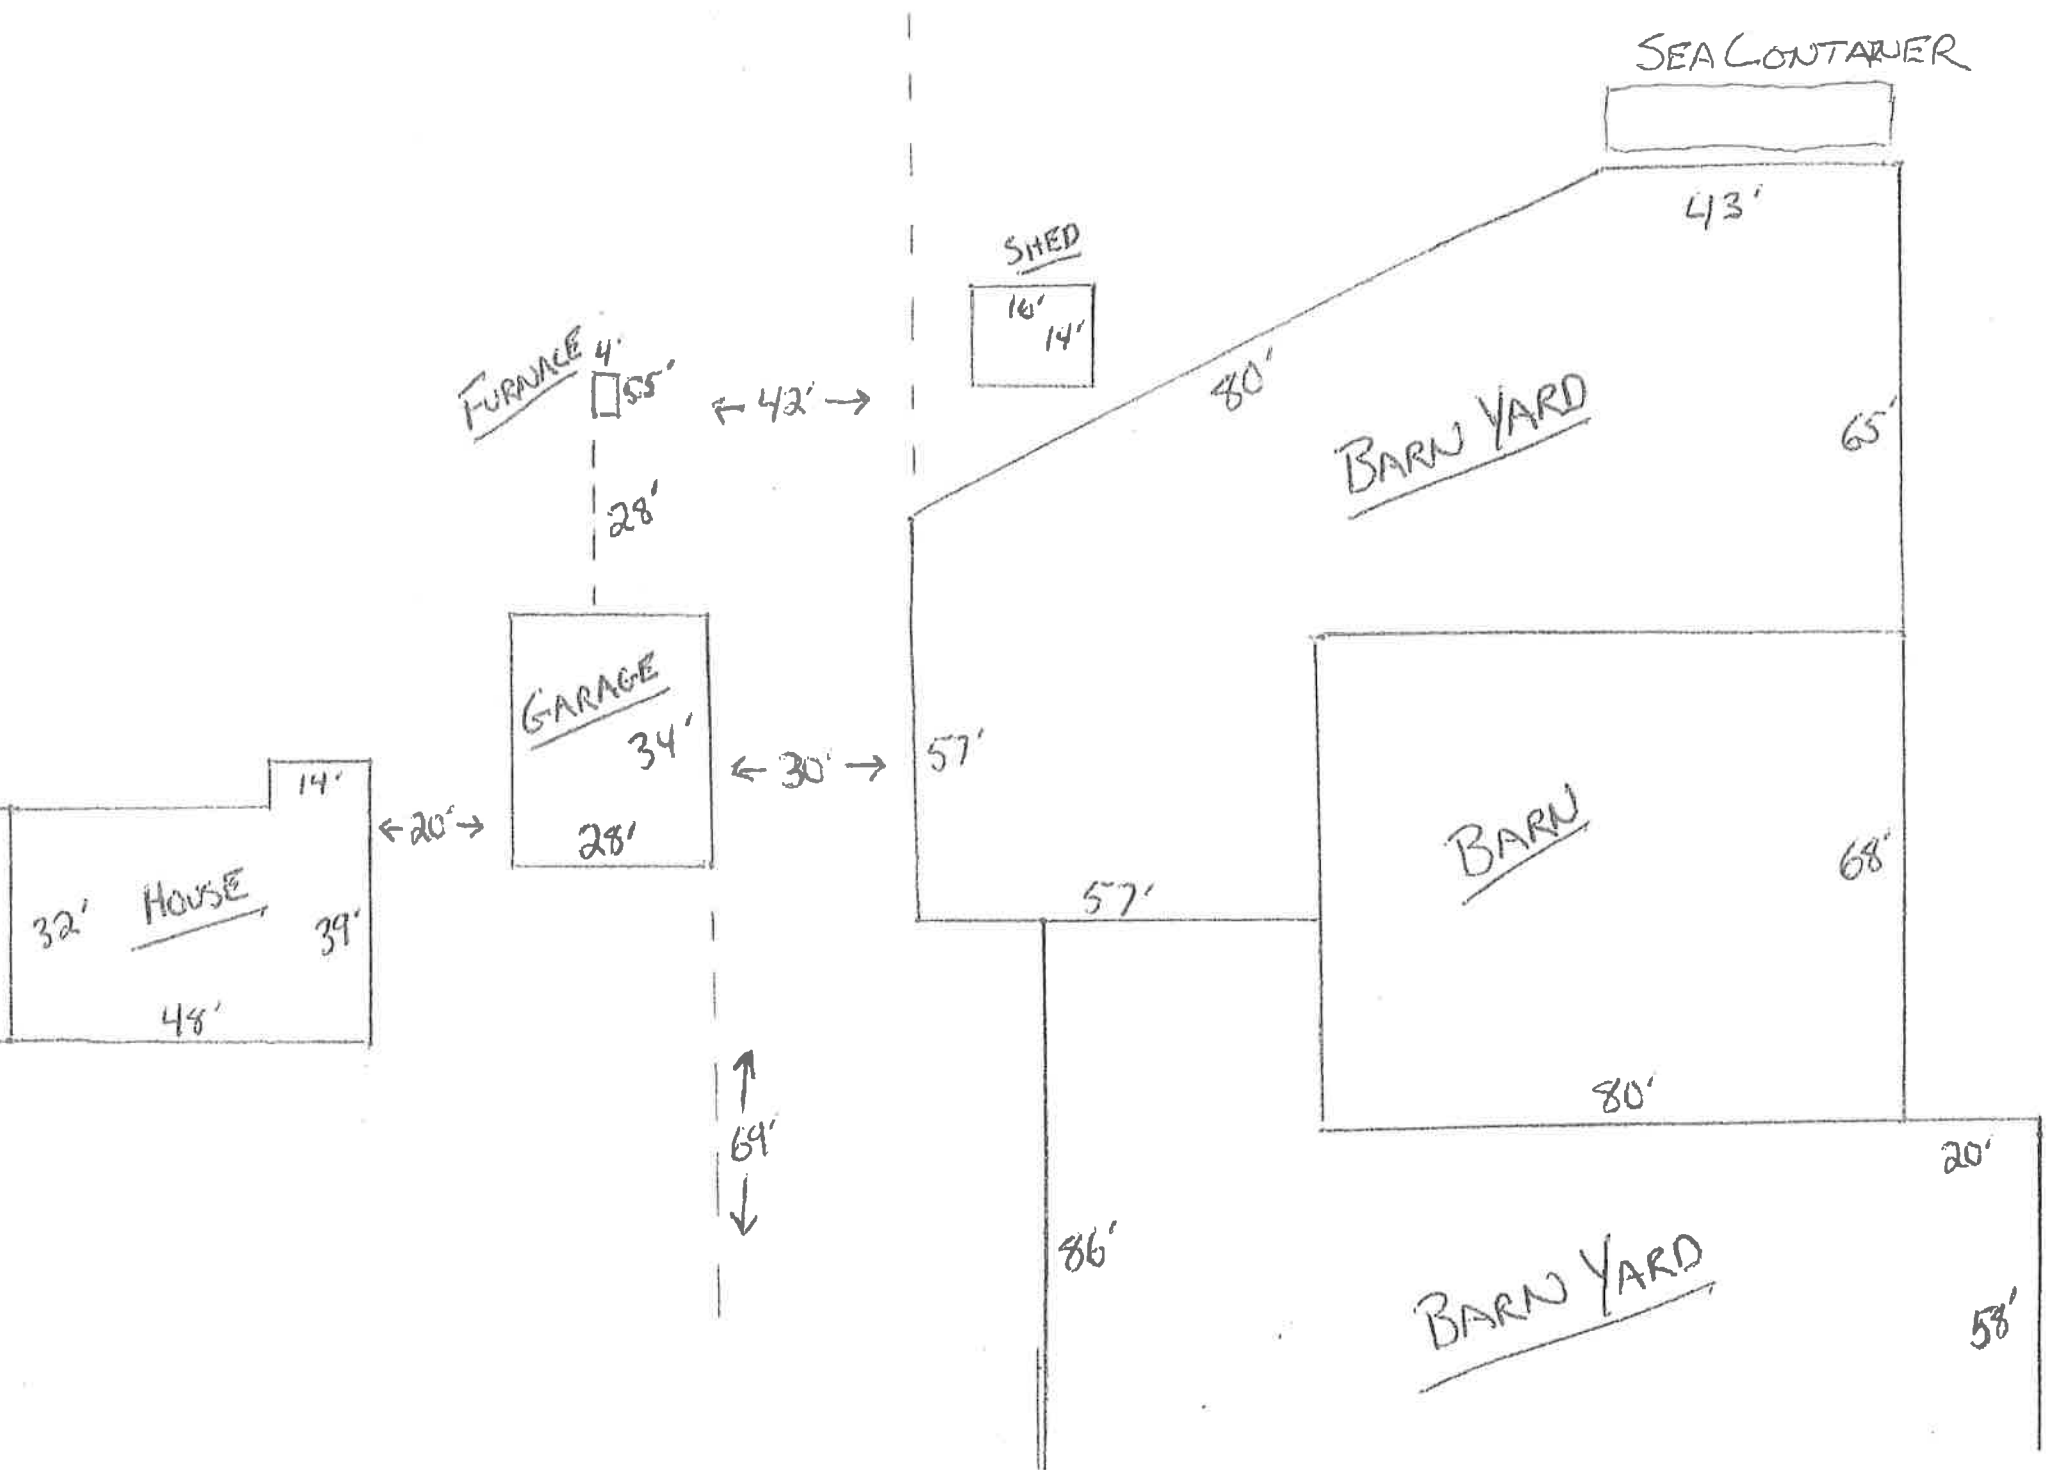 SEA CONTAINER
43'
SHED
16'
14'
FURNACE
4'
5.5'
← 42' →
80'
BARN YARD
65'
28'
GARAGE
34'
28'
← 30' →
57'
14'
← 20' →
32'
HOUSE
39'
48'
57'
BARN
68'
80'
20'
69'
86'
BARN YARD
58'